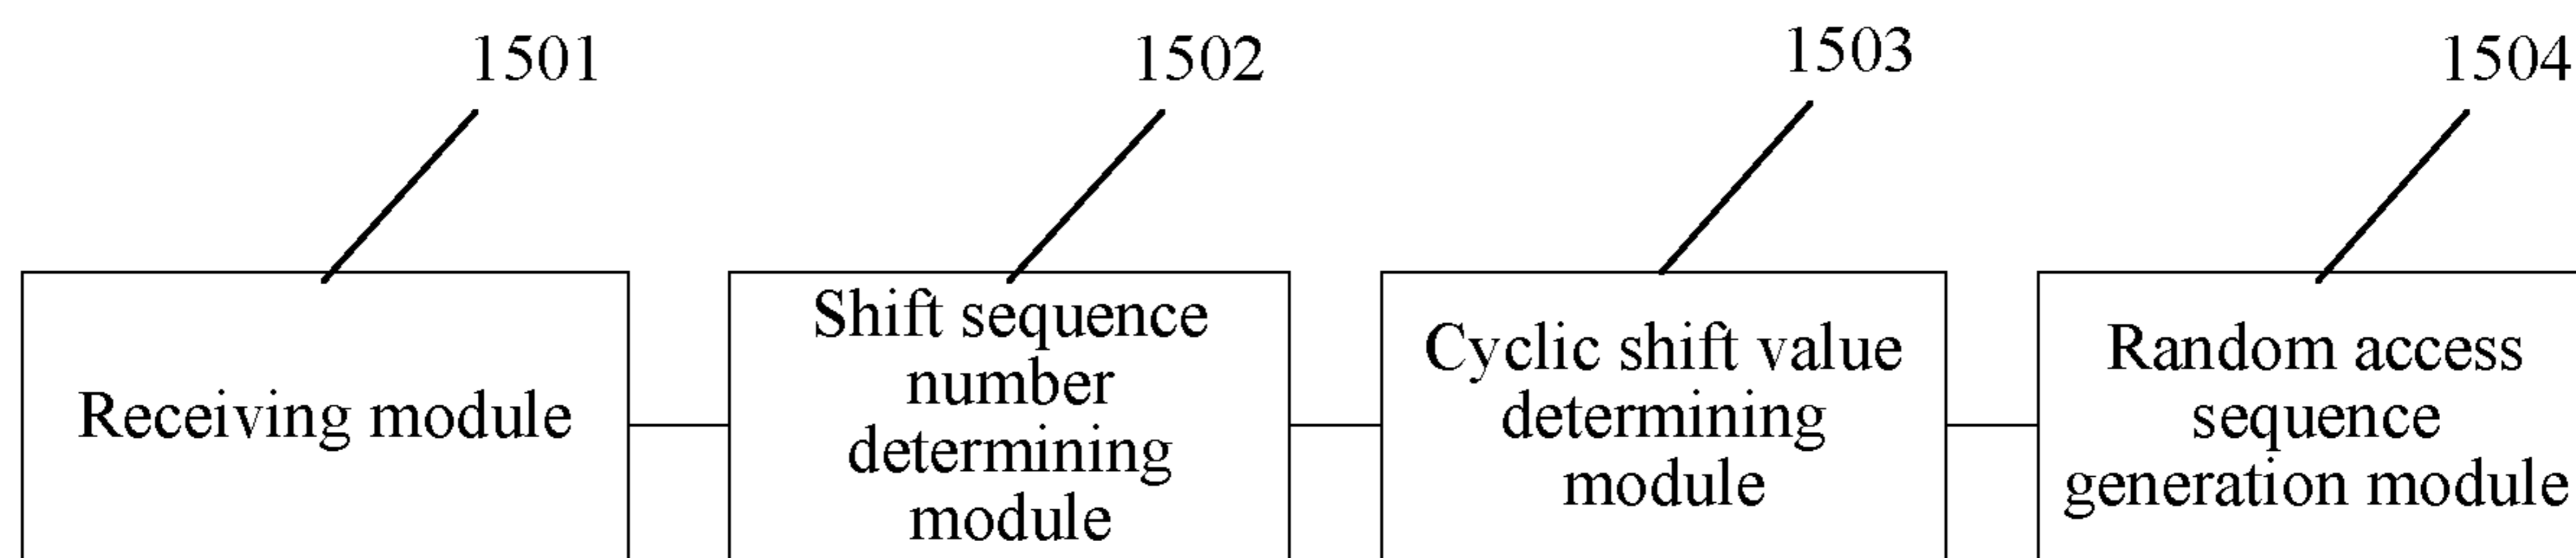 1501
1502
1503
1504
Receiving module
Shift sequence
number
determining
module
Cyclic shift value
determining
module
Random access
sequence
generation module